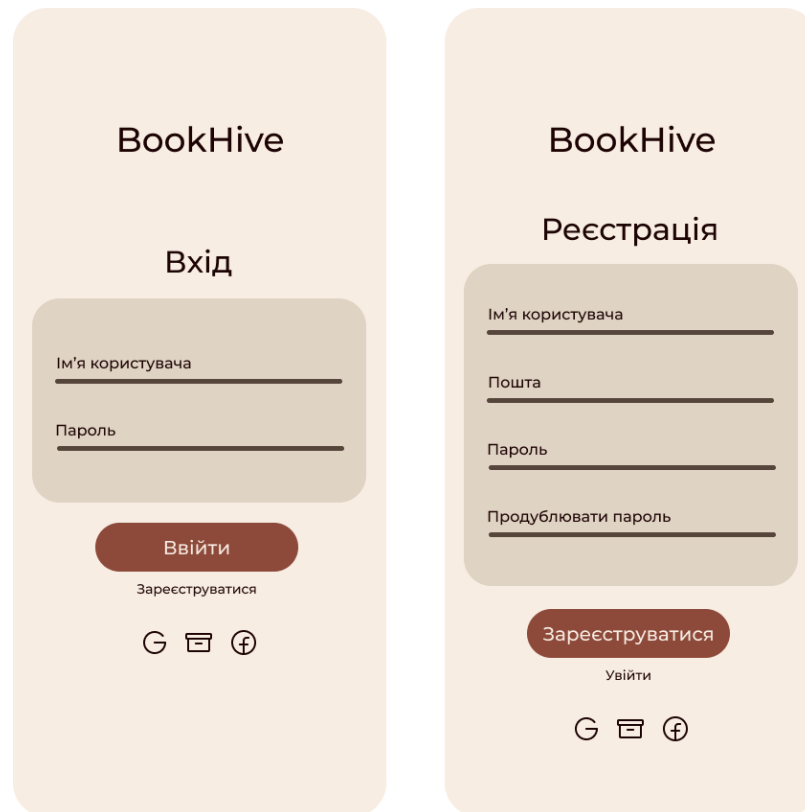 BookHive
Вхід
Ім’я користувача
Пароль
Ввійти
Зареєструватися
BookHive
Реєстрація
Ім’я користувача
Пошта
Пароль
Продублювати пароль
Зареєструватися
Увійти